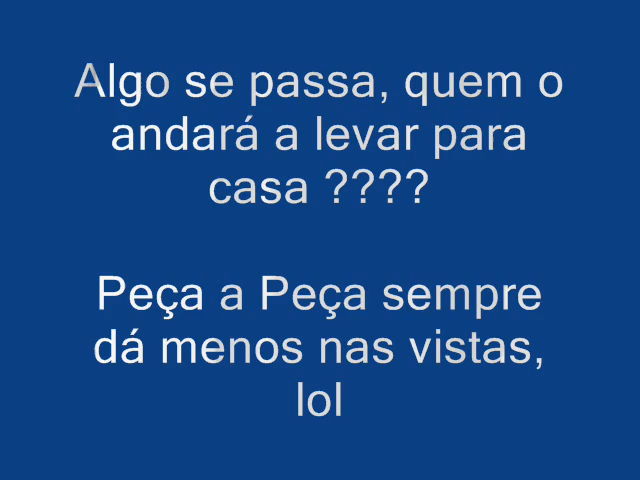 Algo se passa, quem o
andará a levar para
casa ????
Peça a Peça sempre
dá menos nas vistas,
lol